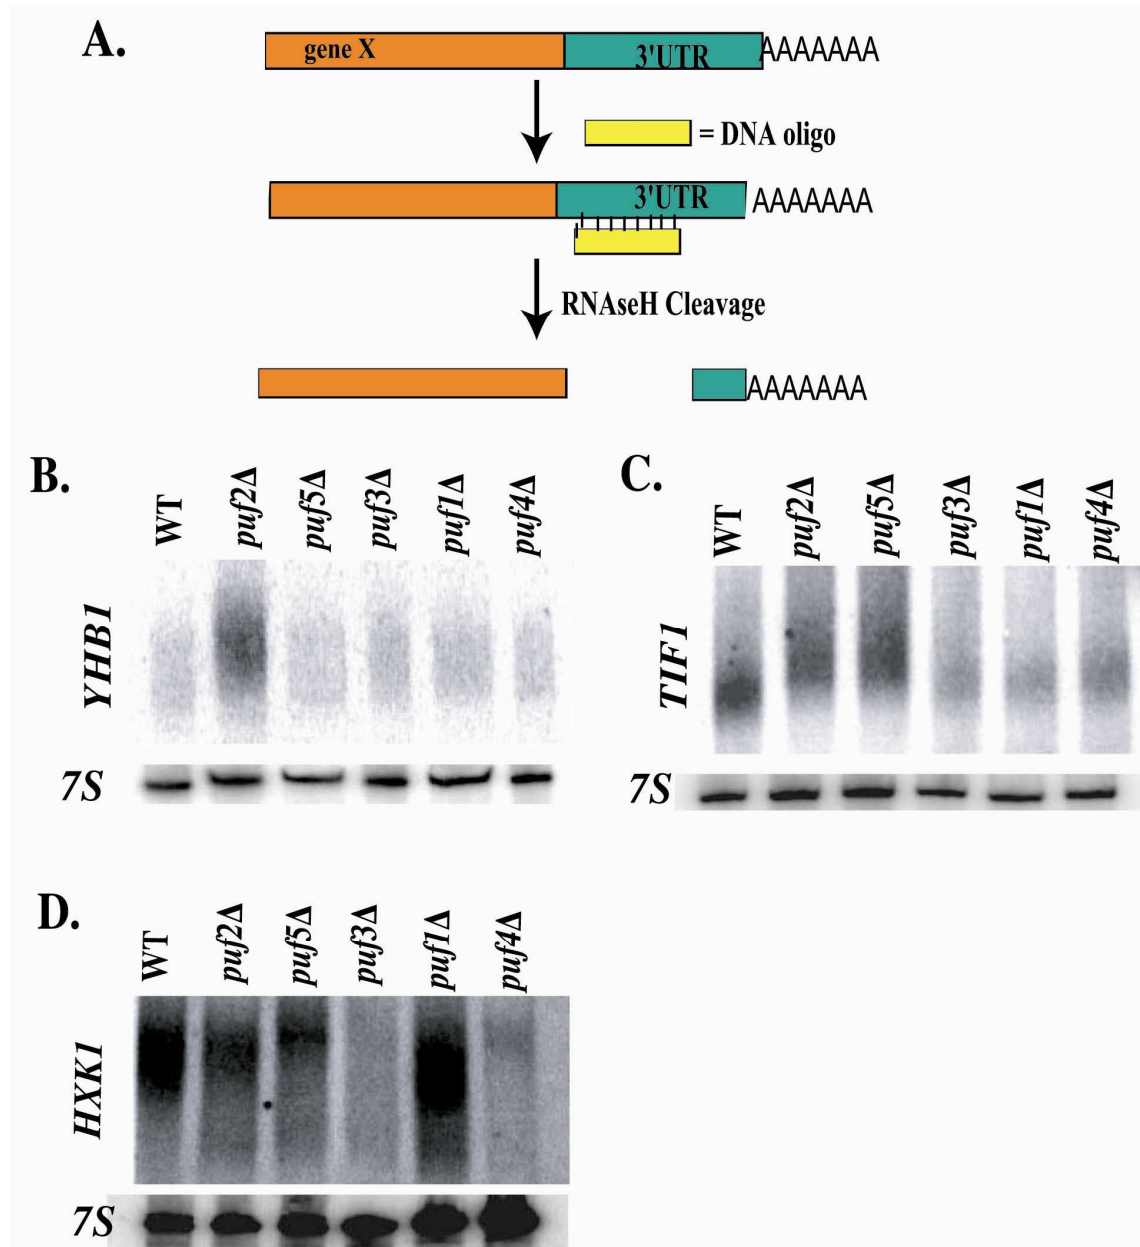 A.
gene X
3'UTR
AAAAAAA
= DNA oligo
3'UTR
AAAAAAA
RNAseH Cleavage
AAAAAAA
B.
WT
puf2Δ
puf5Δ
puf3Δ
puf1Δ
puf4Δ
YHB1
7S
C.
WT
puf2Δ
puf5Δ
puf3Δ
puf1Δ
puf4Δ
TIF1
7S
D.
WT
puf2Δ
puf5Δ
puf3Δ
puf1Δ
puf4Δ
HXK1
7S